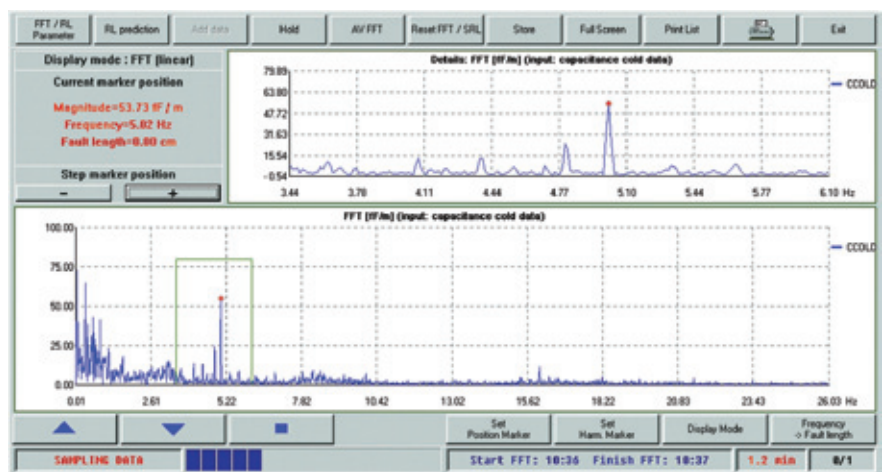 FFT / RL Parameter
RL prediction
Add data
Hold
AV FFT
Reset FFT / SRL
Store
Full Screen
Print List
Exit
Display mode : FFT (linear)
Current marker position
Magnitude=53.73 fF / m
Frequency=5.02 Hz
Fault length=0.00 cm
Step marker position
-
+
Details: FFT [fF/m] (input: capacitance cold data)
79.89
63.80
47.72
31.63
15.54
-0.54
3.44 3.78 4.11 4.44 4.77 5.10 5.44 5.77 6.10 Hz
CCOLD
FFT [fF/m] (input: capacitance cold data)
100.00
75.00
50.00
25.00
0.00
0.01 2.61 5.22 7.82 10.42 13.02 15.62 18.22 20.83 23.43 26.03 Hz
CCOLD
Set Position Marker
Set Harm. Marker
Display Mode
Frequency -> Fault length
SAMPLING DATA
Start FFT: 10:36 Finish FFT: 10:37
1.2 min
0/1